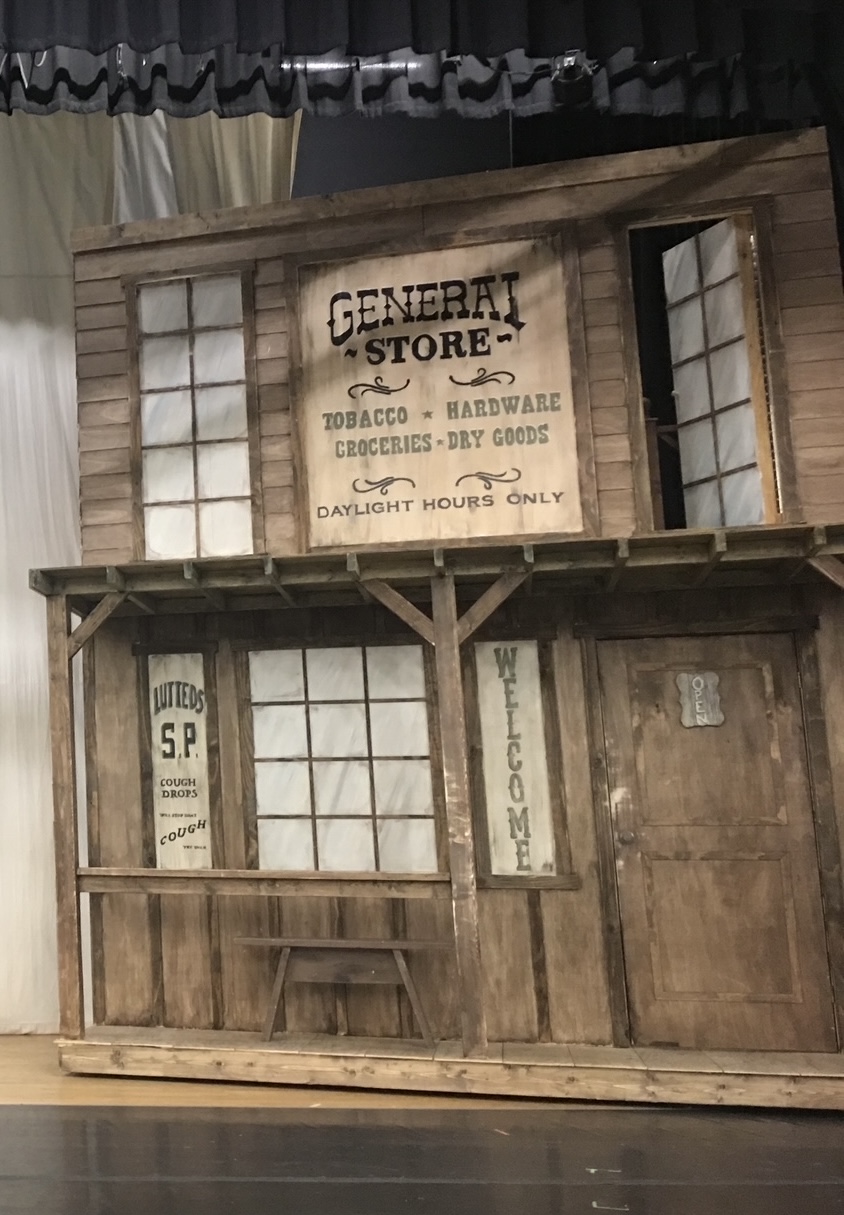 GENERAL
~STORE~
TOBACCO ★ HARDWARE
GROCERIES ★ DRY GOODS
DAYLIGHT HOURS ONLY
LUTTEDS
S.P.
COUGH
DROPS
COUGH
WELCOME
OPEN